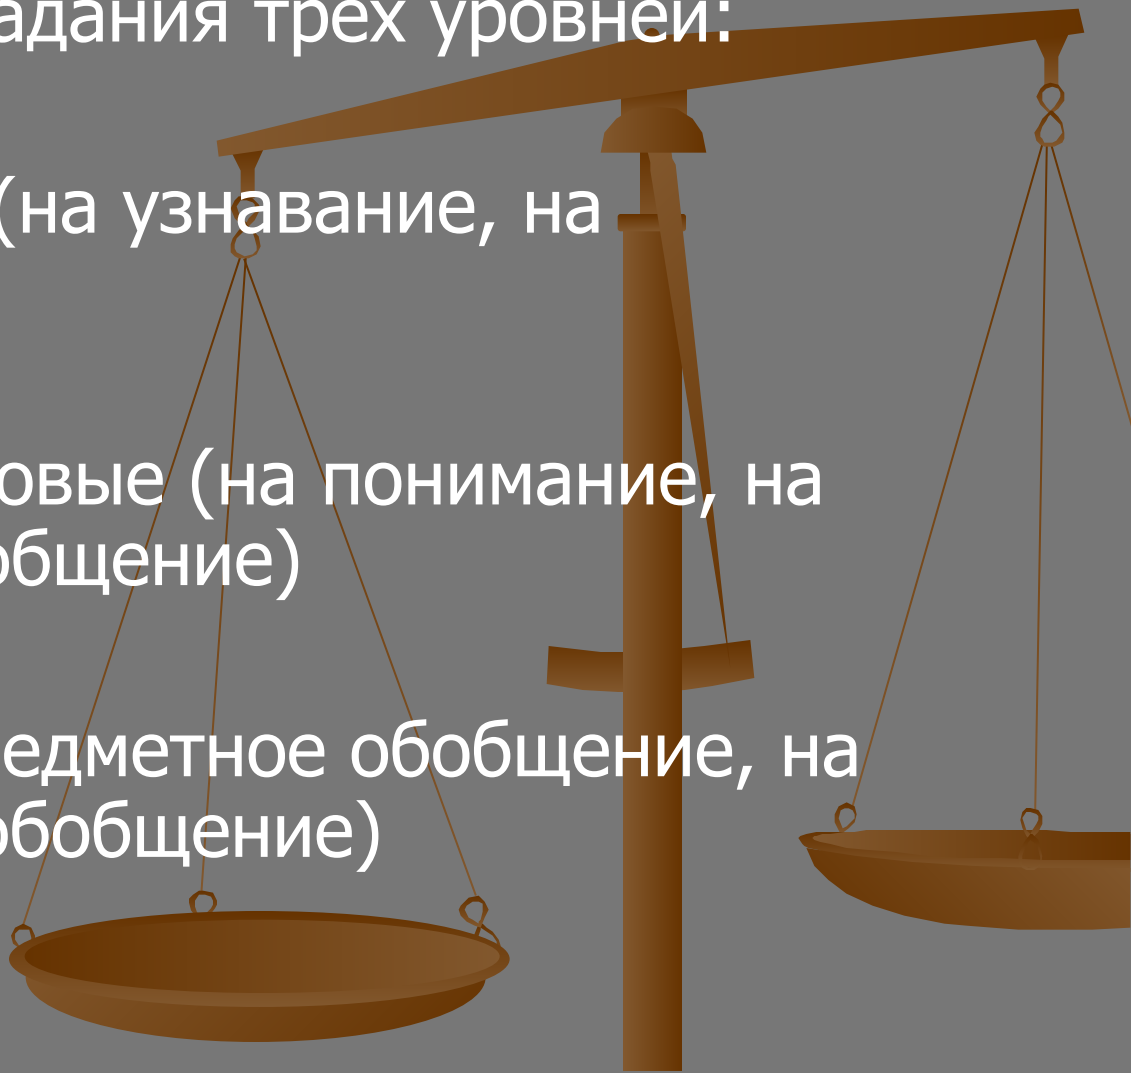 адания трех уровней:
(на узнавание, на
овые (на понимание, на
общение)
едметное обобщение, на
обобщение)